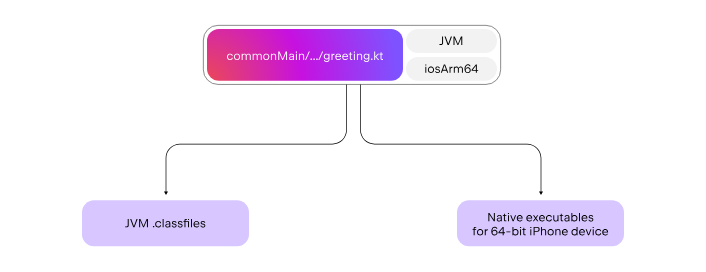 commonMain/.../greeting.kt
JVM
iosArm64
JVM .classfiles
Native executables
for 64-bit iPhone device